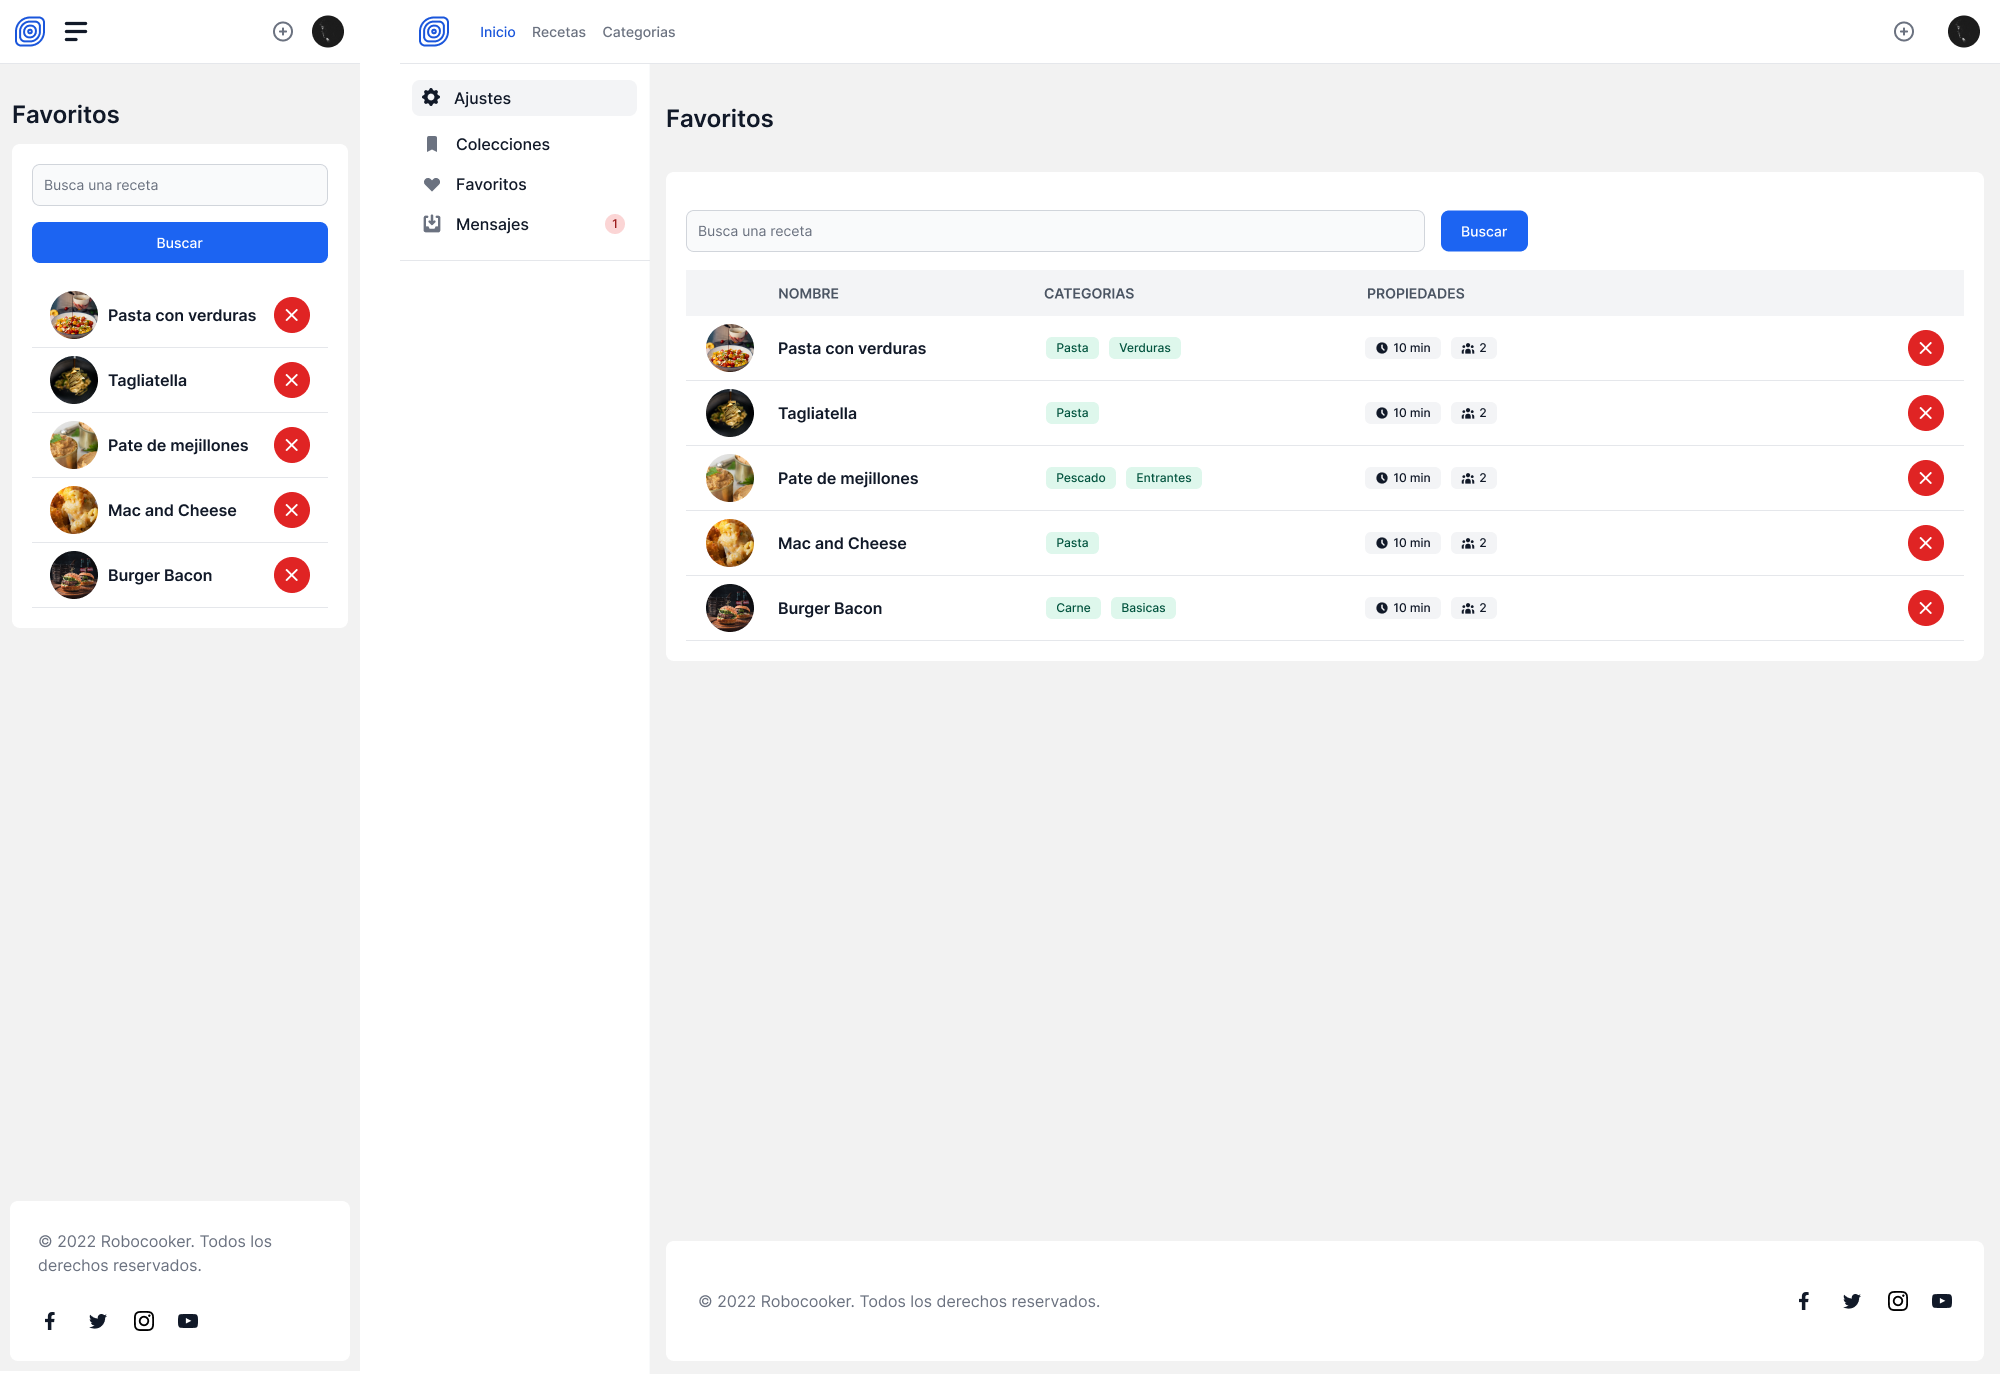 Favoritos
Busca una receta
Buscar
Pasta con verduras
Tagliatella
Pate de mejillones
Mac and Cheese
Burger Bacon
© 2022 Robocooker. Todos los
derechos reservados.
Inicio Recetas Categorias
Ajustes
Colecciones
Favoritos
Mensajes 1
Favoritos
Busca una receta Buscar
NOMBRE CATEGORIAS PROPIEDADES
Pasta con verduras Pasta Verduras 10 min 2
Tagliatella Pasta 10 min 2
Pate de mejillones Pescado Entrantes 10 min 2
Mac and Cheese Pasta 10 min 2
Burger Bacon Carne Basicas 10 min 2
© 2022 Robocooker. Todos los derechos reservados.